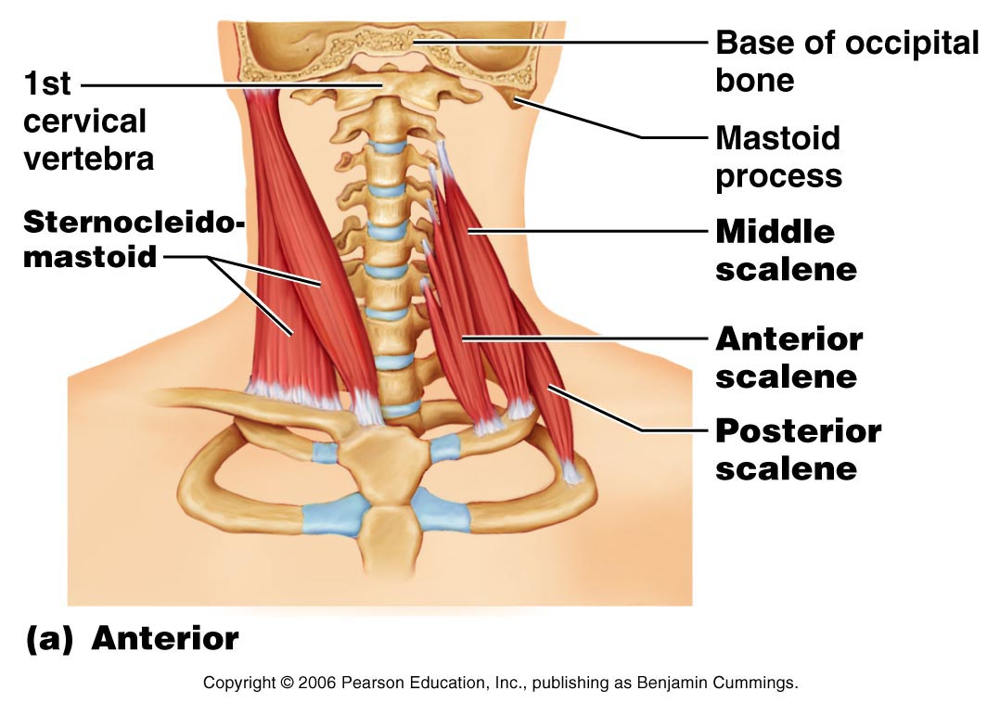 Base of occipital
bone
1st
cervical
vertebra
Mastoid
process
Sternocleido-
mastoid
Middle
scalene
Anterior
scalene
Posterior
scalene
(a) Anterior
Copyright © 2006 Pearson Education, Inc., publishing as Benjamin Cummings.